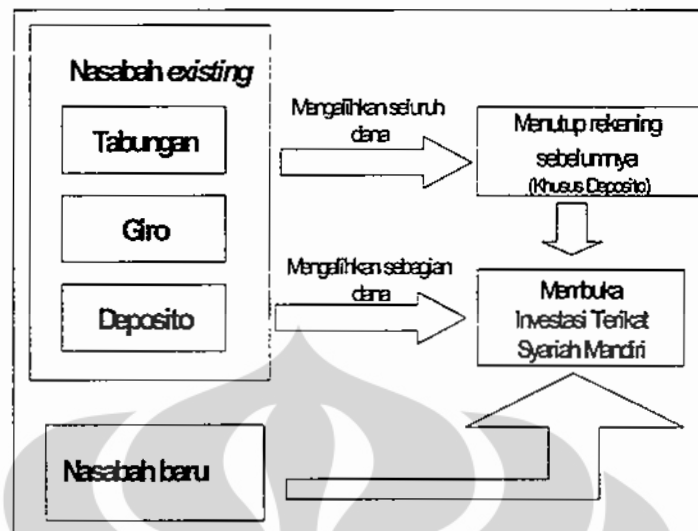 Nasabah existing
Tabungan
Giro
Deposito
Mengalihkan seluruh
dana
Menutup rekening
sebelumnya
(Khusus Deposito)
Mengalihkan sebagian
dana
Membuka
Investasi Terikat
Syariah Mandiri
Nasabah baru